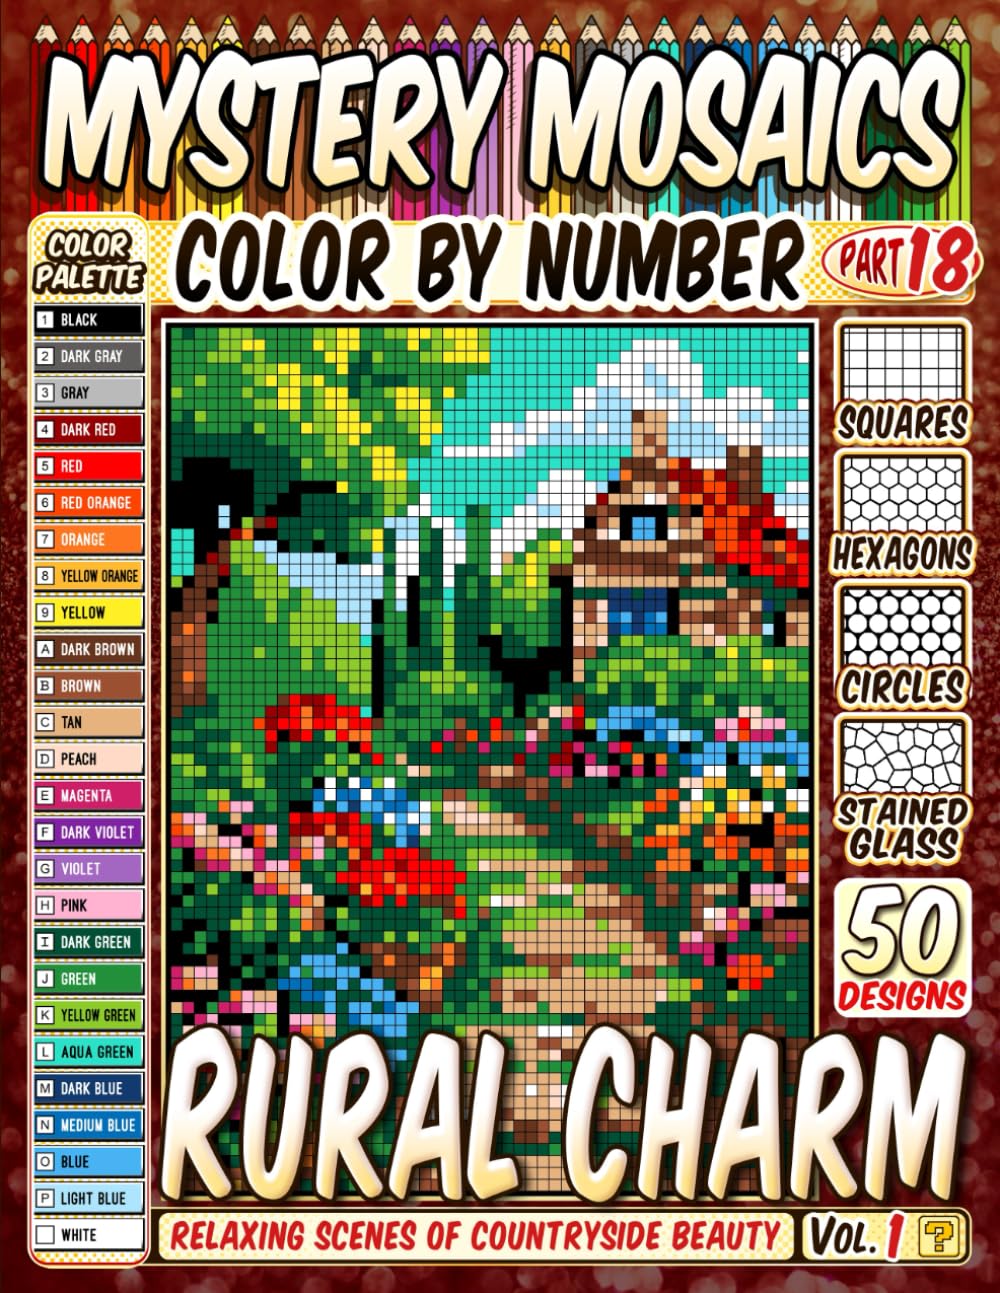 MYSTERY MOSAICS
COLOR BY NUMBER
PART 18
COLOR
PALETTE
1 BLACK
2 DARK GRAY
3 GRAY
4 DARK RED
5 RED
6 RED ORANGE
7 ORANGE
8 YELLOW ORANGE
9 YELLOW
A DARK BROWN
B BROWN
C TAN
D PEACH
E MAGENTA
F DARK VIOLET
G VIOLET
H PINK
I DARK GREEN
J GREEN
K YELLOW GREEN
L AQUA GREEN
M DARK BLUE
N MEDIUM BLUE
O BLUE
P LIGHT BLUE
WHITE
SQUARES
HEXAGONS
CIRCLES
STAINED
GLASS
50
DESIGNS
RURAL CHARM
RELAXING SCENES OF COUNTRYSIDE BEAUTY
VOL. 1 ?